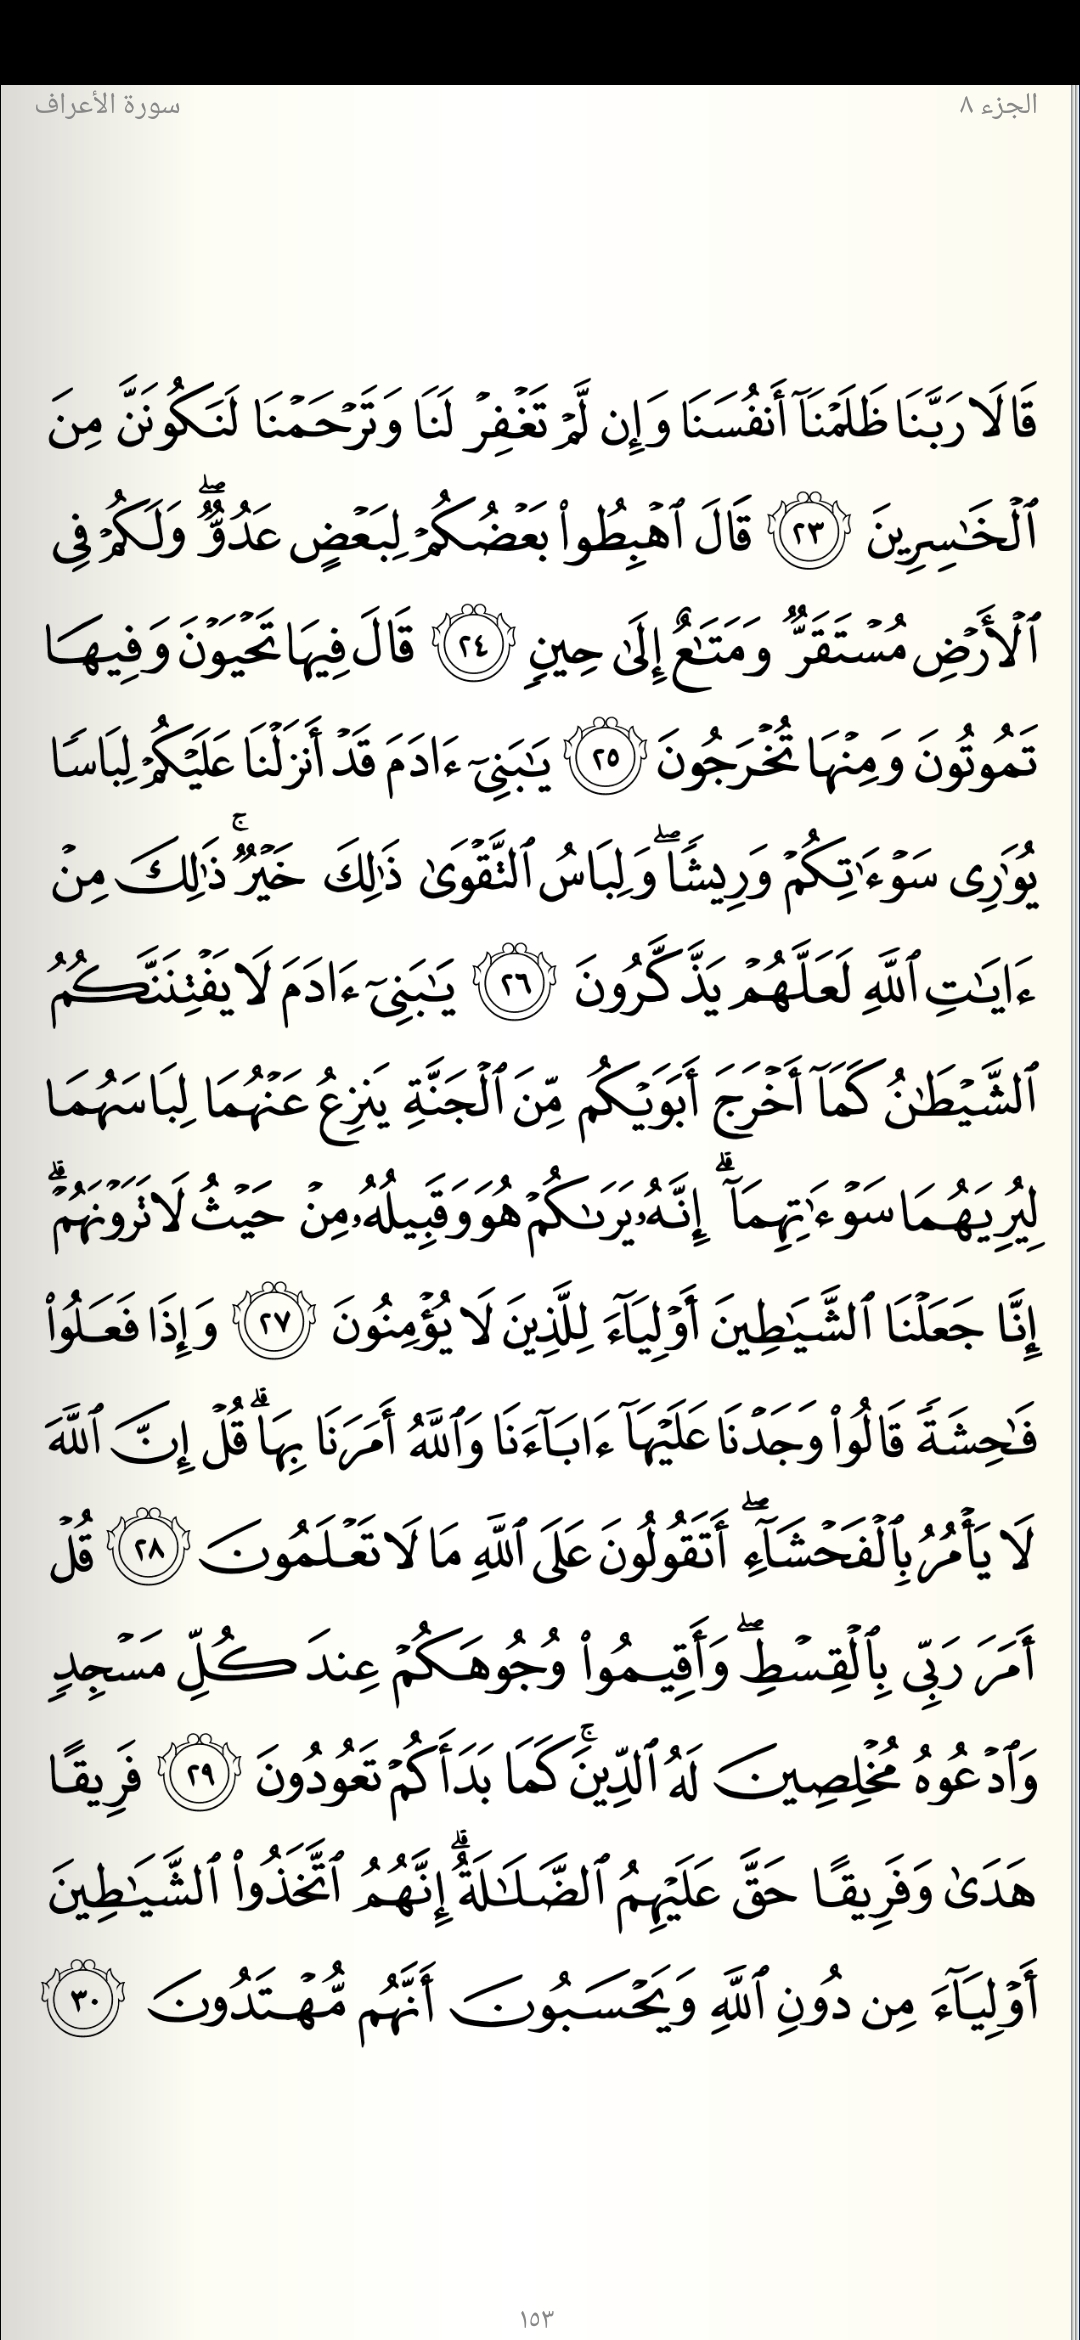 الجزء ٨
سورة الأعراف
قَالَا رَبَّنَا ظَلَمۡنَآ أَنفُسَنَا وَإِن لَّمۡ تَغۡفِرۡ لَنَا وَتَرۡحَمۡنَا لَنَكُونَنَّ مِنَ
ٱلۡخَٰسِرِينَ ٢٣ قَالَ ٱهۡبِطُواْ بَعۡضُكُمۡ لِبَعۡضٍ عَدُوّٞۖ وَلَكُمۡ فِي
ٱلۡأَرۡضِ مُسۡتَقَرّٞ وَمَتَٰعٌ إِلَىٰ حِينٖ ٢٤ قَالَ فِيهَا تَحۡيَوۡنَ وَفِيهَا
تَمُوتُونَ وَمِنۡهَا تُخۡرَجُونَ ٢٥ يَٰبَنِيٓ ءَادَمَ قَدۡ أَنزَلۡنَا عَلَيۡكُمۡ لِبَاسٗا
يُوَٰرِي سَوۡءَٰتِكُمۡ وَرِيشٗاۖ وَلِبَاسُ ٱلتَّقۡوَىٰ ذَٰلِكَ خَيۡرٞۚ ذَٰلِكَ مِنۡ
ءَايَٰتِ ٱللَّهِ لَعَلَّهُمۡ يَذَّكَّرُونَ ٢٦ يَٰبَنِيٓ ءَادَمَ لَا يَفۡتِنَنَّكُمُ
ٱلشَّيۡطَٰنُ كَمَآ أَخۡرَجَ أَبَوَيۡكُم مِّنَ ٱلۡجَنَّةِ يَنزِعُ عَنۡهُمَا لِبَاسَهُمَا
لِيُرِيَهُمَا سَوۡءَٰتِهِمَآۗ إِنَّهُۥ يَرَىٰكُمۡ هُوَ وَقَبِيلُهُۥ مِنۡ حَيۡثُ لَا تَرَوۡنَهُمۡۗ
إِنَّا جَعَلۡنَا ٱلشَّيَٰطِينَ أَوۡلِيَآءَ لِلَّذِينَ لَا يُؤۡمِنُونَ ٢٧ وَإِذَا فَعَلُواْ
فَٰحِشَةٗ قَالُواْ وَجَدۡنَا عَلَيۡهَآ ءَابَآءَنَا وَٱللَّهُ أَمَرَنَا بِهَاۗ قُلۡ إِنَّ ٱللَّهَ
لَا يَأۡمُرُ بِٱلۡفَحۡشَآءِۖ أَتَقُولُونَ عَلَى ٱللَّهِ مَا لَا تَعۡلَمُونَ ٢٨ قُلۡ
أَمَرَ رَبِّي بِٱلۡقِسۡطِۖ وَأَقِيمُواْ وُجُوهَكُمۡ عِندَ كُلِّ مَسۡجِدٖ
وَٱدۡعُوهُ مُخۡلِصِينَ لَهُ ٱلدِّينَۚ كَمَا بَدَأَكُمۡ تَعُودُونَ ٢٩ فَرِيقًا
هَدَىٰ وَفَرِيقًا حَقَّ عَلَيۡهِمُ ٱلضَّلَٰلَةُۗ إِنَّهُمُ ٱتَّخَذُواْ ٱلشَّيَٰطِينَ
أَوۡلِيَآءَ مِن دُونِ ٱللَّهِ وَيَحۡسَبُونَ أَنَّهُم مُّهۡتَدُونَ ٣٠
١٥٣